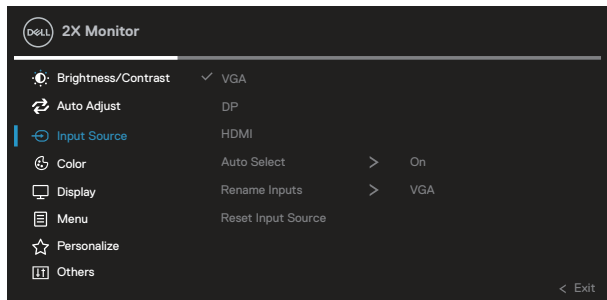 DELL 2X Monitor
Brightness/Contrast VGA
Auto Adjust DP
Input Source HDMI
Color Auto Select > On
Display Rename Inputs > VGA
Menu Reset Input Source
Personalize
Others
< Exit